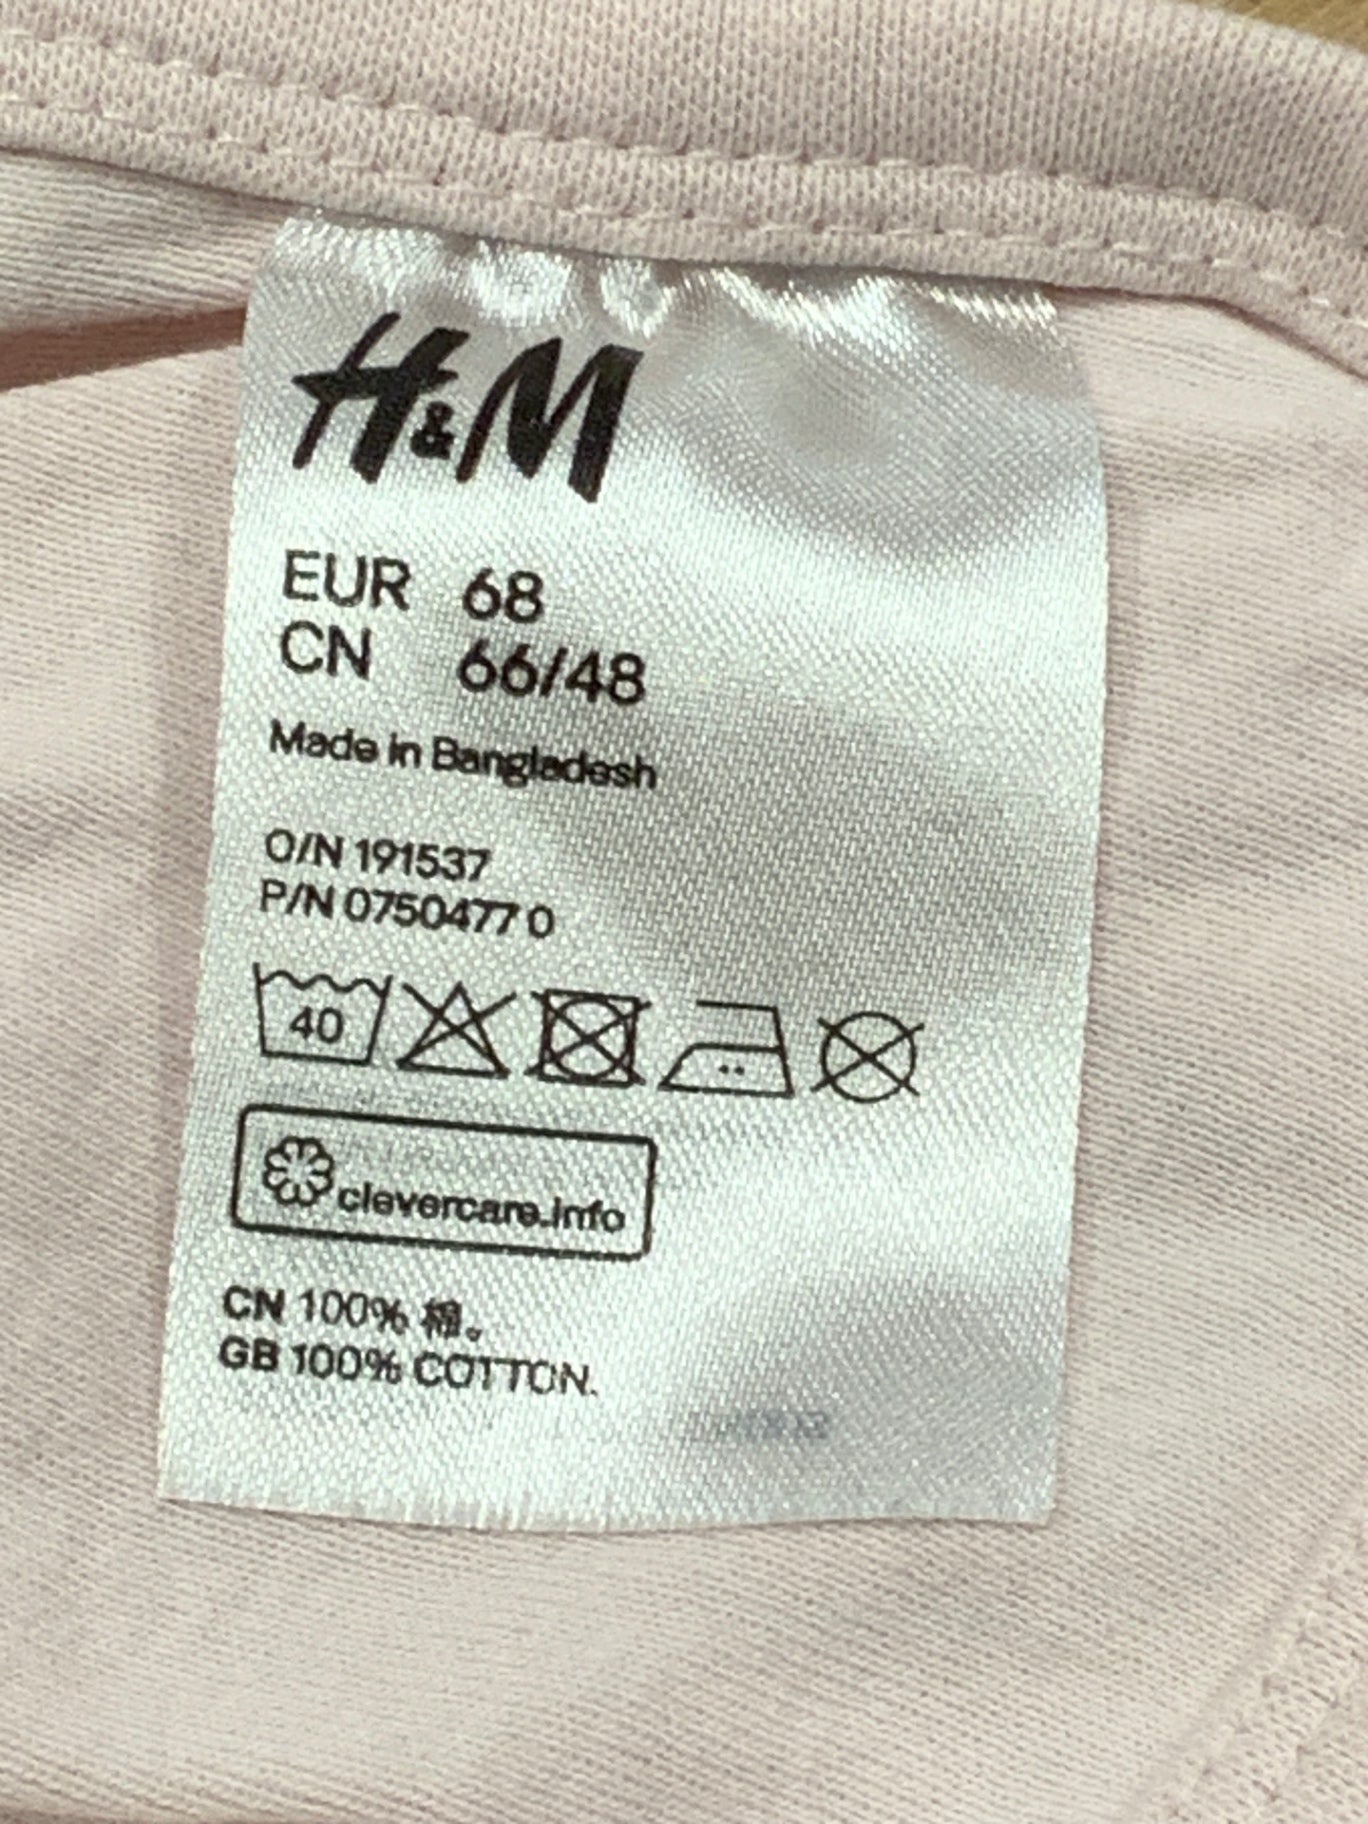 H&M
EUR 68
CN 66/48
Made in Bangladesh
O/N 191537
P/N 0750477 0
40
clevercare.info
CN 100% 棉。
GB 100% COTTON.